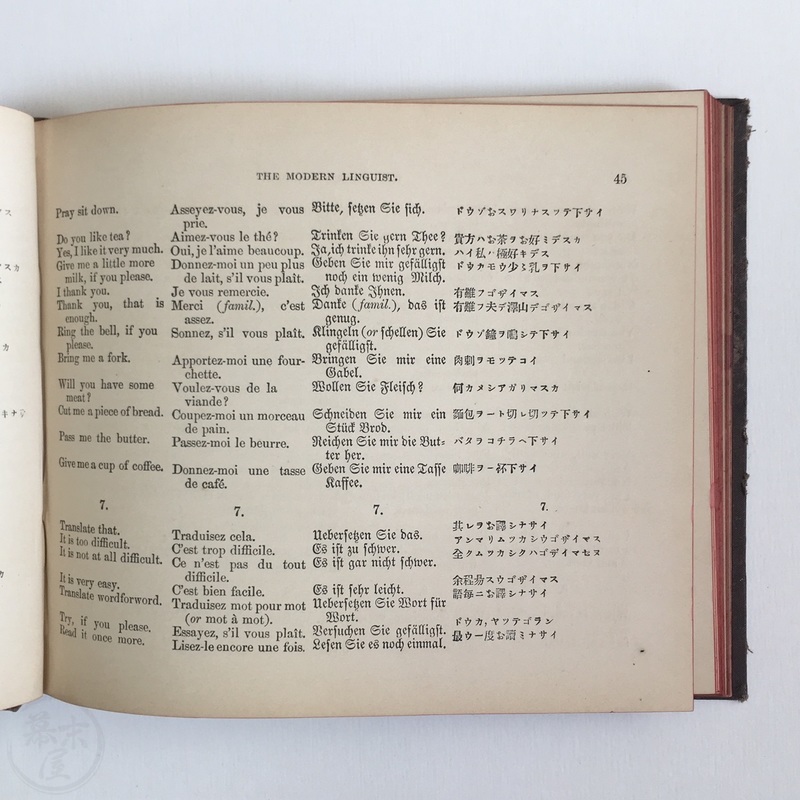 THE MODERN LINGUIST.
45
Pray sit down.
Do you like tea?
Yes, I like it very much.
Give me a little more
milk, if you please.
I thank you.
Thank you, that is
enough.
Ring the bell, if you
please.
Bring me a fork.
Will you have some
meat?
Cut me a piece of bread.
Pass me the butter.
Give me a cup of coffee.
7.
Translate that.
It is too difficult.
It is not at all difficult.
It is very easy.
Translate wordforword.
Try, if you please.
Read it once more.
Asseyez-vous, je vous
prie.
Aimez-vous le thé?
Oui, je l'aime beaucoup.
Donnez-moi un peu plus
de lait, s'il vous plaît.
Je vous remercie.
Merci (famil.), c'est
assez.
Sonnez, s'il vous plaît.
Apportez-moi une four-
chette.
Voulez-vous de la
viande?
Coupez-moi un morceau
de pain.
Passez-moi le beurre.
Donnez-moi une tasse
de café.
7.
Traduisez cela.
C'est trop difficile.
Ce n'est pas du tout
difficile.
C'est bien facile.
Traduisez mot pour mot
(or mot à mot).
Essayez, s'il vous plaît.
Lisez-le encore une fois.
Bitte, setzen Sie sich.
Trinken Sie gern Thee?
Ja, ich trinke ihn sehr gern.
Geben Sie mir gefälligst
noch ein wenig Milch.
Ich danke Ihnen.
Danke (famil.), das ist
genug.
Klingeln (or schellen) Sie
gefälligst.
Bringen Sie mir eine
Gabel.
Wollen Sie Fleisch?
Schneiden Sie mir ein
Stück Brod.
Reichen Sie mir die But-
ter her.
Geben Sie mir eine Tasse
Kaffee.
7.
Uebersetzen Sie das.
Es ist zu schwer.
Es ist gar nicht schwer.
Es ist sehr leicht.
Uebersetzen Sie Wort für
Wort.
Versuchen Sie gefälligst.
Lesen Sie es noch einmal.
ドウゾおスワリナスッテ下サイ
貴方ハお茶ヲお好ミデスカ
ハイ私ハ極好キデス
ドウカモウ少シ乳ヲ下サイ
有難フゴザイマス
有難フ夫デ澤山デゴザイマス
ドウゾ鐘ヲ鳴シテ下サイ
肉刺ヲモッテコイ
何カメシアガリマスカ
麵包ヲ一ト切レ切ッテ下サイ
バタヲコチラヘ下サイ
咖啡ヲ一杯下サイ
7.
其レヲお譯シナサイ
アンマリムツカシウゴザイマス
全クムツカシクハゴザイマセヌ
余程易スウゴザイマス
語毎ニお譯シナサイ
ドウカ,ヤッテゴラン
最ウ一度お讀ミナサイ
幕末屋